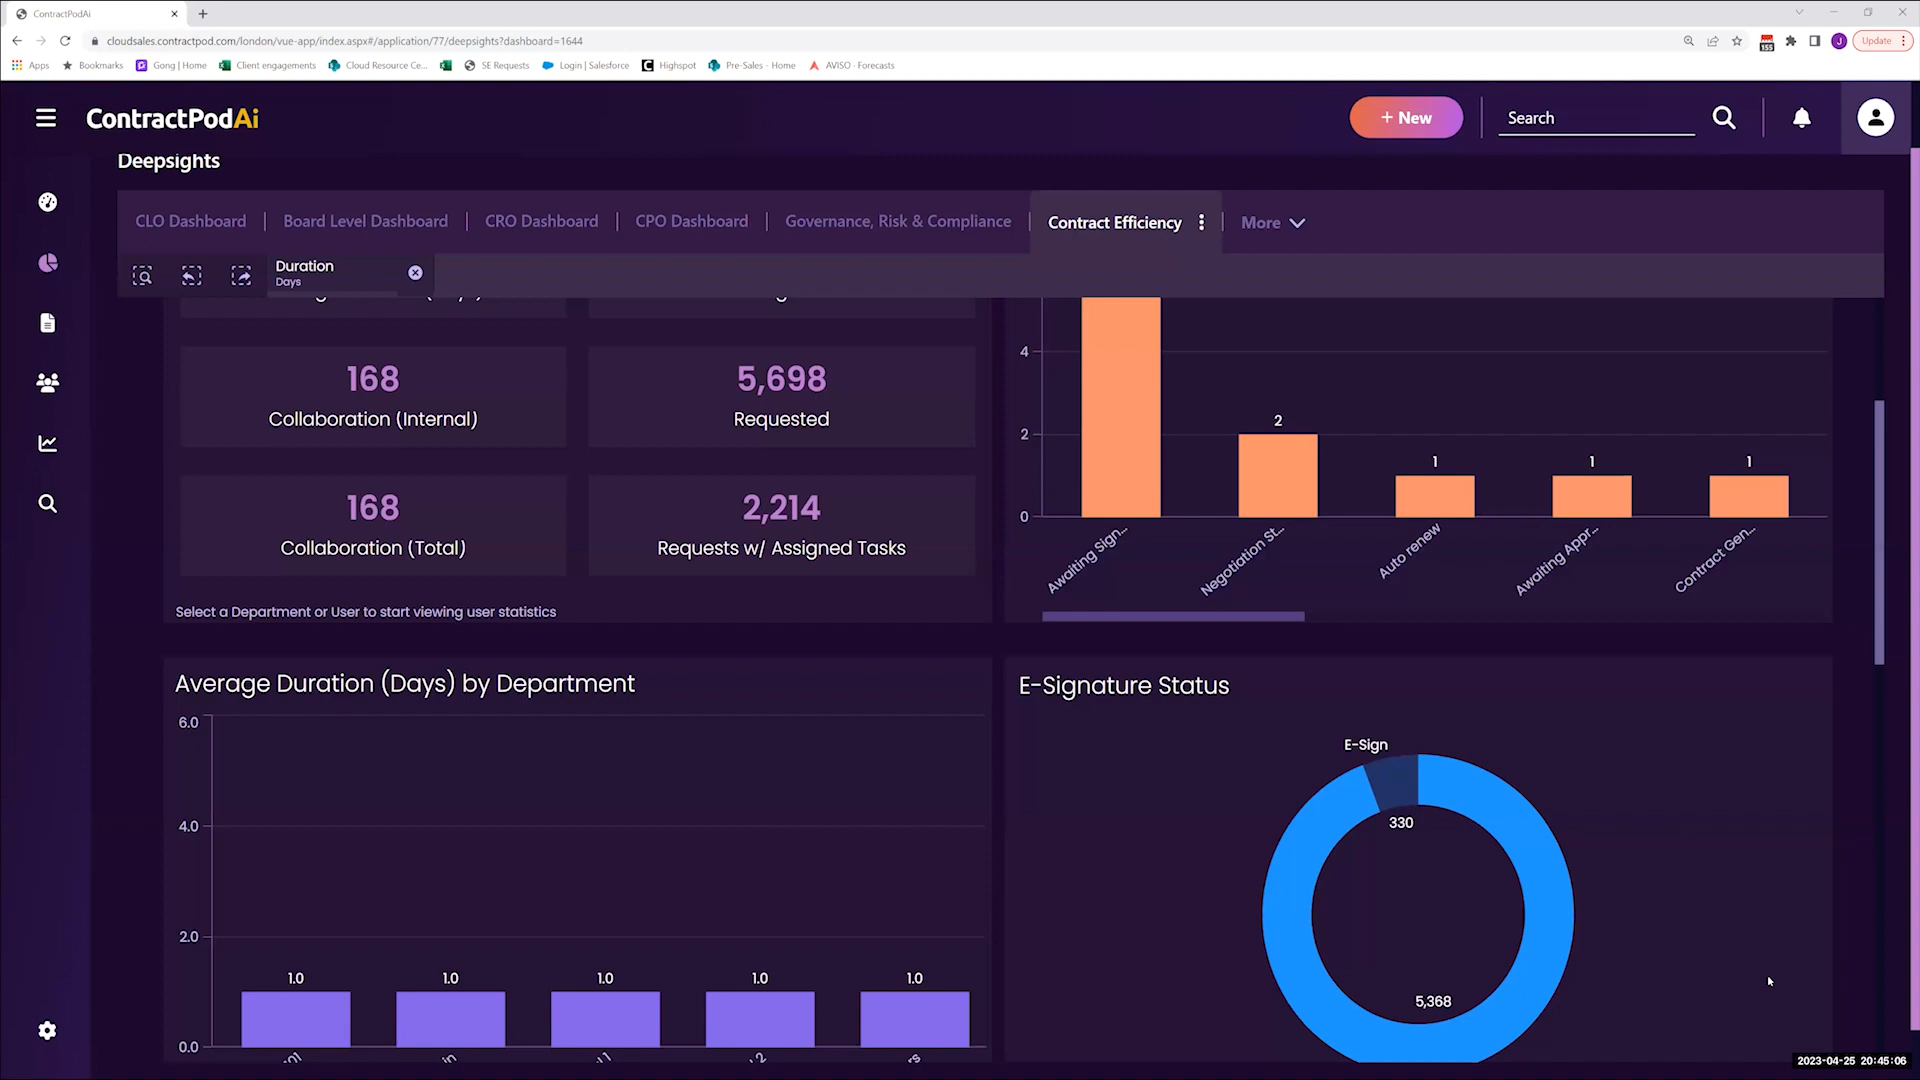 ContractPodAi
cloudsales.contractpod.com/london/vue-app/index.aspx#/application/77/deepsights?dashboard=1644
155
J
Update
Apps
Bookmarks
Gong | Home
Client engagements
Cloud Resource Ce...
SE Requests
Login | Salesforce
Highspot
Pre-Sales - Home
AVISO - Forecasts
ContractPodAi
+ New
Search
Deepsights
CLO Dashboard
Board Level Dashboard
CRO Dashboard
CPO Dashboard
Governance, Risk & Compliance
Contract Efficiency
More
Duration
Days
168
Collaboration (Internal)
5,698
Requested
168
Collaboration (Total)
2,214
Requests w/ Assigned Tasks
Select a Department or User to start viewing user statistics
4
2
0
2
1
1
1
Awaiting Sign...
Negotiation St...
Auto renew
Awaiting Appr...
Contract Gen...
Average Duration (Days) by Department
6.0
4.0
2.0
0.0
1.0
1.0
1.0
1.0
1.0
E-Signature Status
E-Sign
330
5,368
2023-04-25 20:45:06